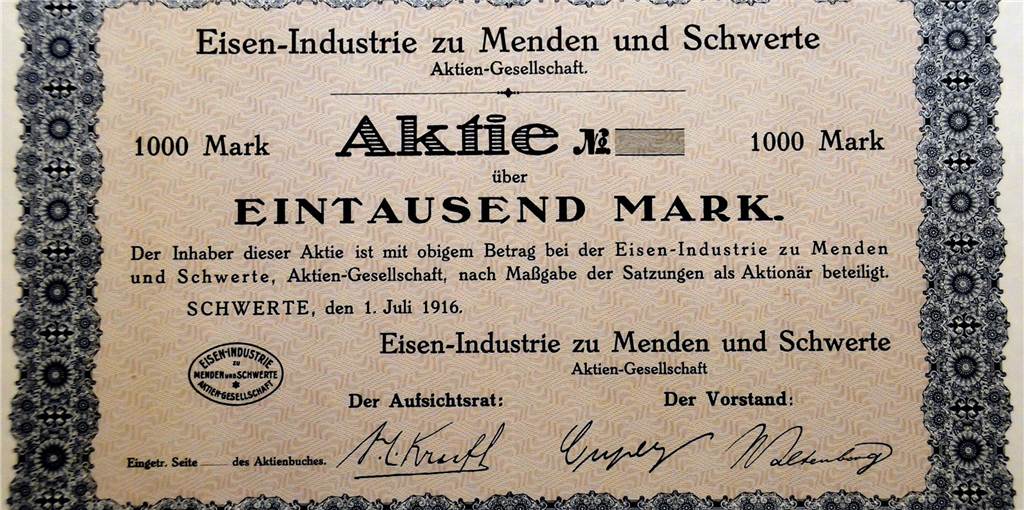 Eisen-Industrie zu Menden und Schwerte
Aktien-Gesellschaft.
1000 Mark Aktie № 1000 Mark
über
EINTAUSEND MARK.
Der Inhaber dieser Aktie ist mit obigem Betrag bei der Eisen-Industrie zu Menden
und Schwerte, Aktien-Gesellschaft, nach Maßgabe der Satzungen als Aktionär beteiligt.
SCHWERTE, den 1. Juli 1916.
Eisen-Industrie zu Menden und Schwerte
Aktien-Gesellschaft
EISEN-INDUSTRIE
ZU
MENDEN UND SCHWERTE
AKTIEN-GESELLSCHAFT
Der Aufsichtsrat: Der Vorstand:
Eingetr. Seite ___ des Aktienbuches.